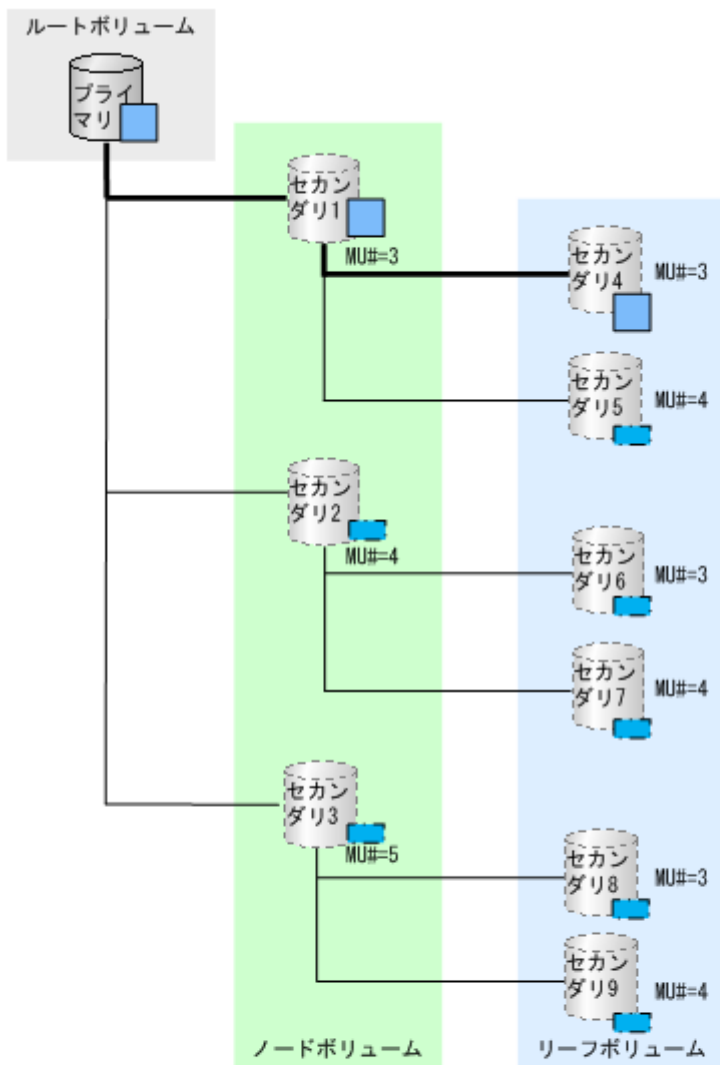 ルートボリューム
プライ
マリ
セカン
ダリ1
MU#=3
セカン
ダリ4
MU#=3
セカン
ダリ5
MU#=4
セカン
ダリ2
MU#=4
セカン
ダリ6
MU#=3
セカン
ダリ7
MU#=4
セカン
ダリ3
MU#=5
セカン
ダリ8
MU#=3
セカン
ダリ9
MU#=4
ノードボリューム
リーフボリューム